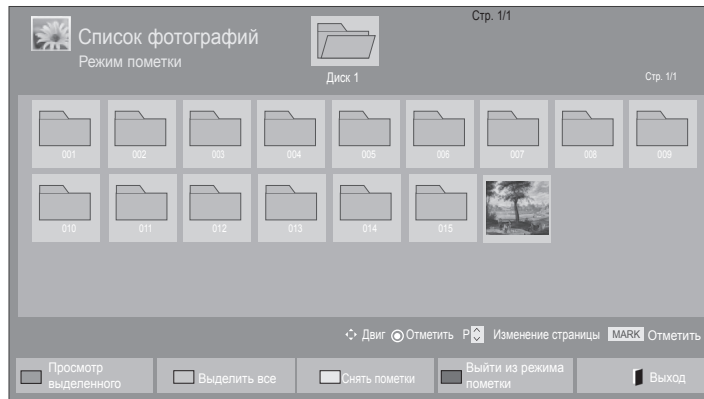 Стр. 1/1
Список фотографий
Режим пометки
Диск 1
Стр. 1/1
001 002 003 004 005 006 007 008 009
010 011 012 013 014 015
Двиг Отметить P Изменение страницы MARK Отметить
Просмотр выделенного
Выделить все
Снять пометки
Выйти из режима пометки
Выход